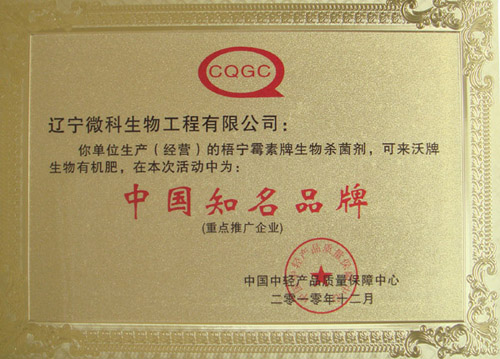 CQGC
辽宁微科生物工程有限公司：
你单位生产（经营）的梧宁霉素牌生物杀菌剂，可来沃牌
生物有机肥，在本次活动中为：
中国知名品牌
(重点推广企业)
中国中轻产品质量保障中心
二零一零年十二月